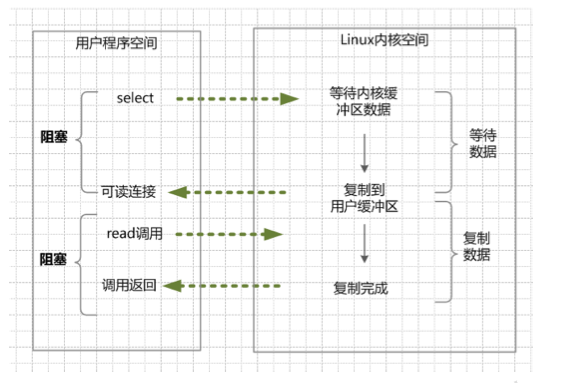 用户程序空间
Linux内核空间
select
等待内核缓
冲区数据
阻塞
等待
数据
可读连接
复制到
用户缓冲区
read调用
阻塞
复制
数据
调用返回
复制完成